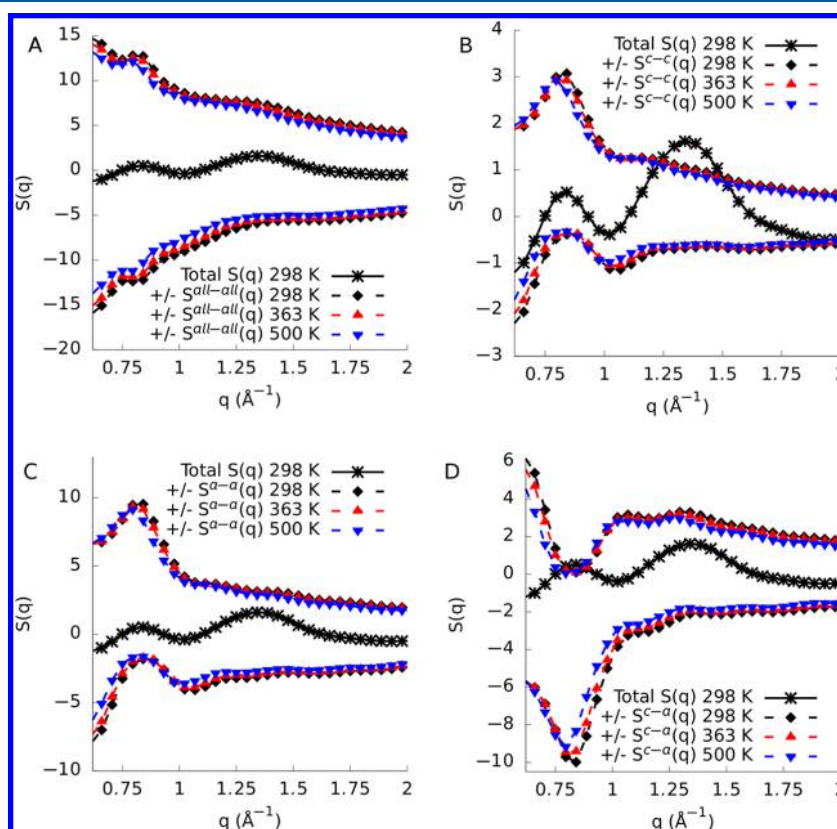 A
Total S(q) 298 K
+/- S^{all−all}(q) 298 K
+/- S^{all−all}(q) 363 K
+/- S^{all−all}(q) 500 K
15
10
5
0
−5
−10
−15
−20
S(q)
0.75 1 1.25 1.5 1.75 2
q (Å⁻¹)
B
Total S(q) 298 K
+/- S^{c−c}(q) 298 K
+/- S^{c−c}(q) 363 K
+/- S^{c−c}(q) 500 K
4
3
2
1
0
−1
−2
−3
S(q)
0.75 1 1.25 1.5 1.75
q (Å⁻¹)
C
Total S(q) 298 K
+/- S^{a−a}(q) 298 K
+/- S^{a−a}(q) 363 K
+/- S^{a−a}(q) 500 K
10
5
0
−5
−10
S(q)
0.75 1 1.25 1.5 1.75 2
q (Å⁻¹)
D
6
4
2
0
−2
−4
−6
−8
−10
S(q)
Total S(q) 298 K
+/- S^{c−a}(q) 298 K
+/- S^{c−a}(q) 363 K
+/- S^{c−a}(q) 500 K
0.75 1 1.25 1.5 1.75
q (Å⁻¹)